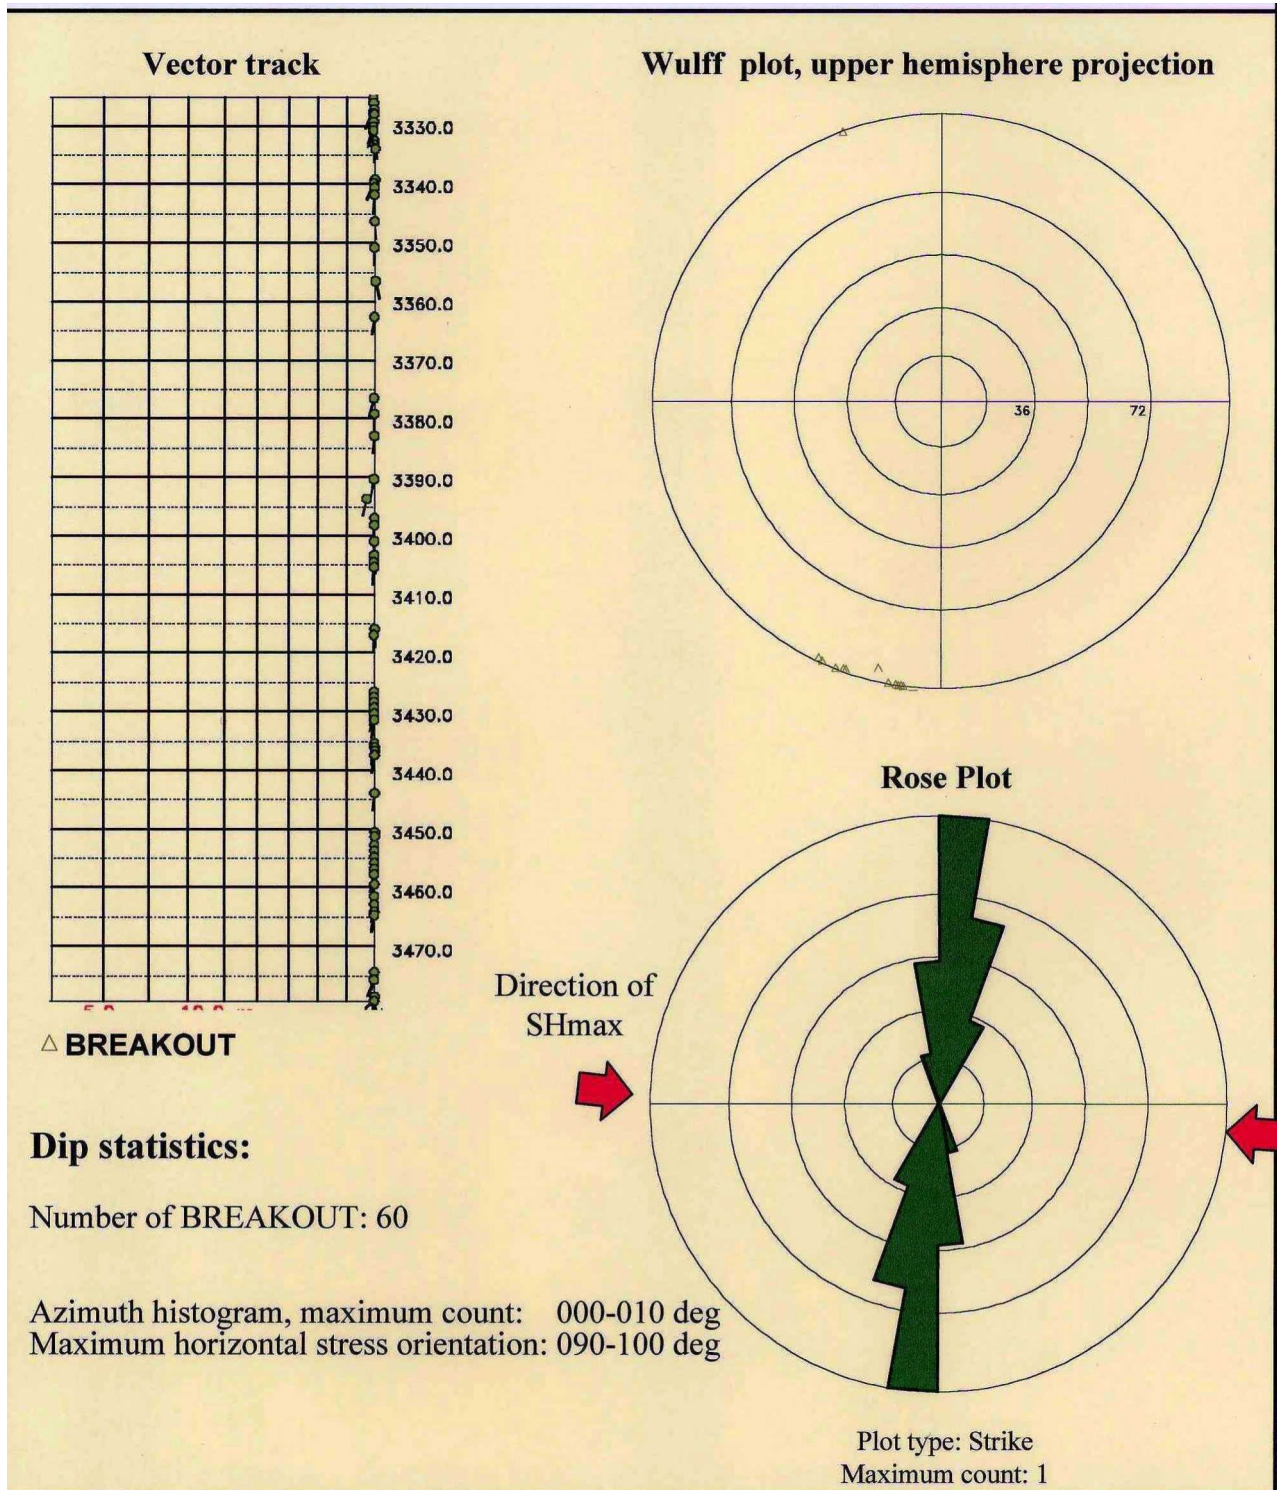 Vector track
3330.0
3340.0
3350.0
3360.0
3370.0
3380.0
3390.0
3400.0
3410.0
3420.0
3430.0
3440.0
3450.0
3460.0
3470.0
△ BREAKOUT
Dip statistics:
Number of BREAKOUT: 60
Azimuth histogram, maximum count: 000-010 deg
Maximum horizontal stress orientation: 090-100 deg
Wulff plot, upper hemisphere projection
36
72
Rose Plot
Direction of
SHmax
Plot type: Strike
Maximum count: 1